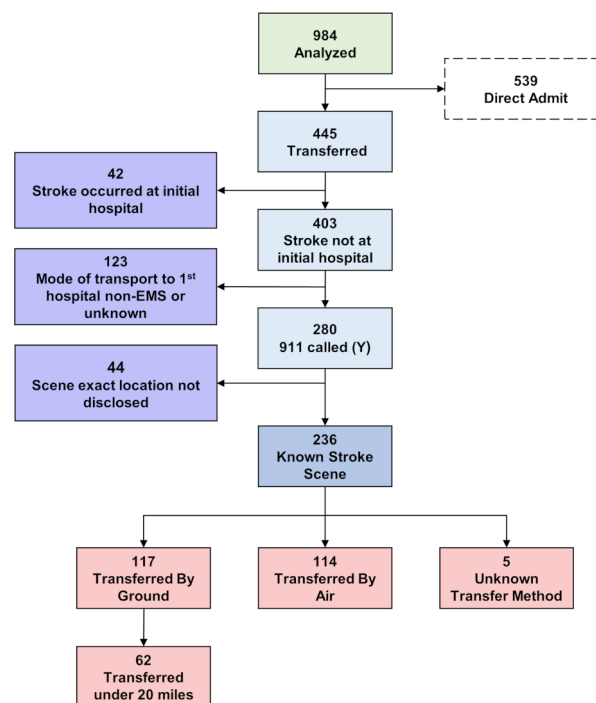 984
Analyzed
539
Direct Admit
445
Transferred
42
Stroke occurred at initial
hospital
403
Stroke not at
initial hospital
123
Mode of transport to 1st
hospital non-EMS or
unknown
280
911 called (Y)
44
Scene exact location not
disclosed
236
Known Stroke
Scene
117
Transferred By
Ground
114
Transferred By
Air
5
Unknown
Transfer Method
62
Transferred
under 20 miles